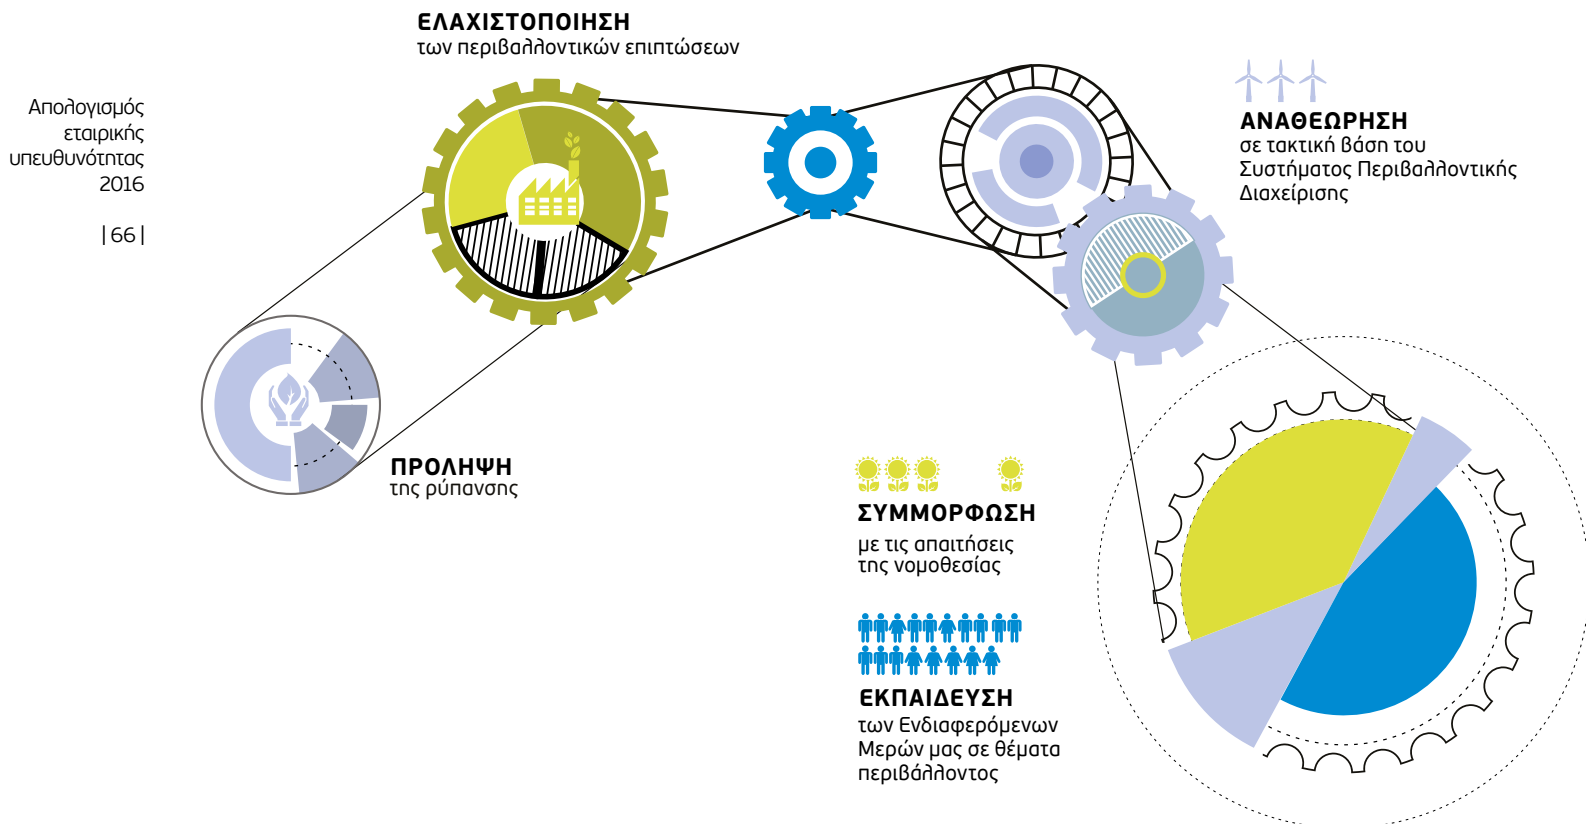 Απολογισμός
εταιρικής
υπευθυνότητας
2016
| 66 |
ΕΛΑΧΙΣΤΟΠΟΙΗΣΗ
των περιβαλλοντικών επιπτώσεων
ΑΝΑΘΕΩΡΗΣΗ
σε τακτική βάση του
Συστήματος Περιβαλλοντικής
Διαχείρισης
ΠΡΟΛΗΨΗ
της ρύπανσης
ΣΥΜΜΟΡΦΩΣΗ
με τις απαιτήσεις
της νομοθεσίας
ΕΚΠΑΙΔΕΥΣΗ
των Ενδιαφερόμενων
Μερών μας σε θέματα
περιβάλλοντος